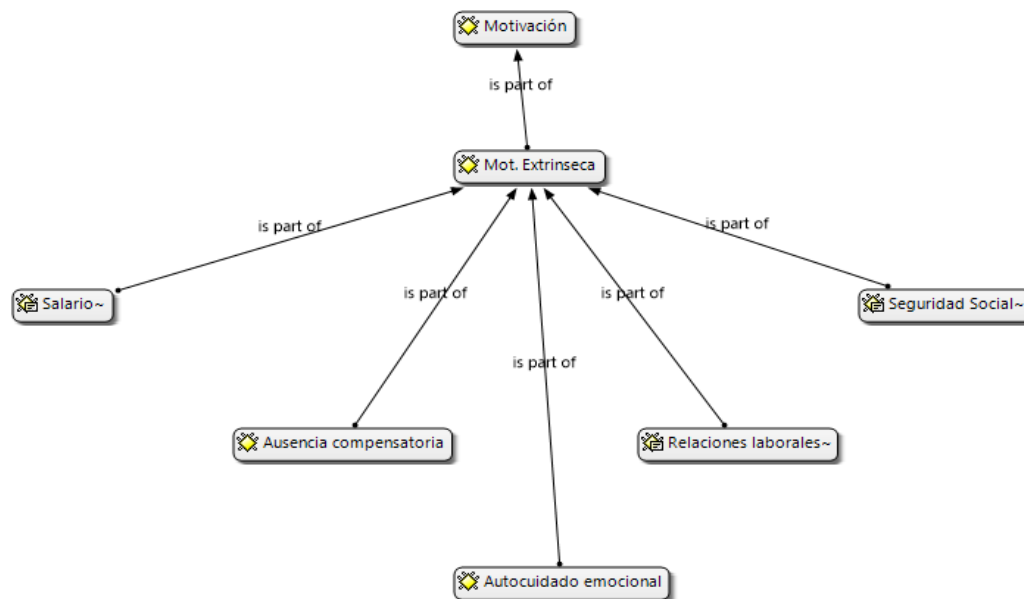 Motivación
is part of
Mot. Extrinseca
is part of
is part of
is part of
is part of
Salario~
Seguridad Social~
is part of
Ausencia compensatoria
Relaciones laborales~
Autocuidado emocional